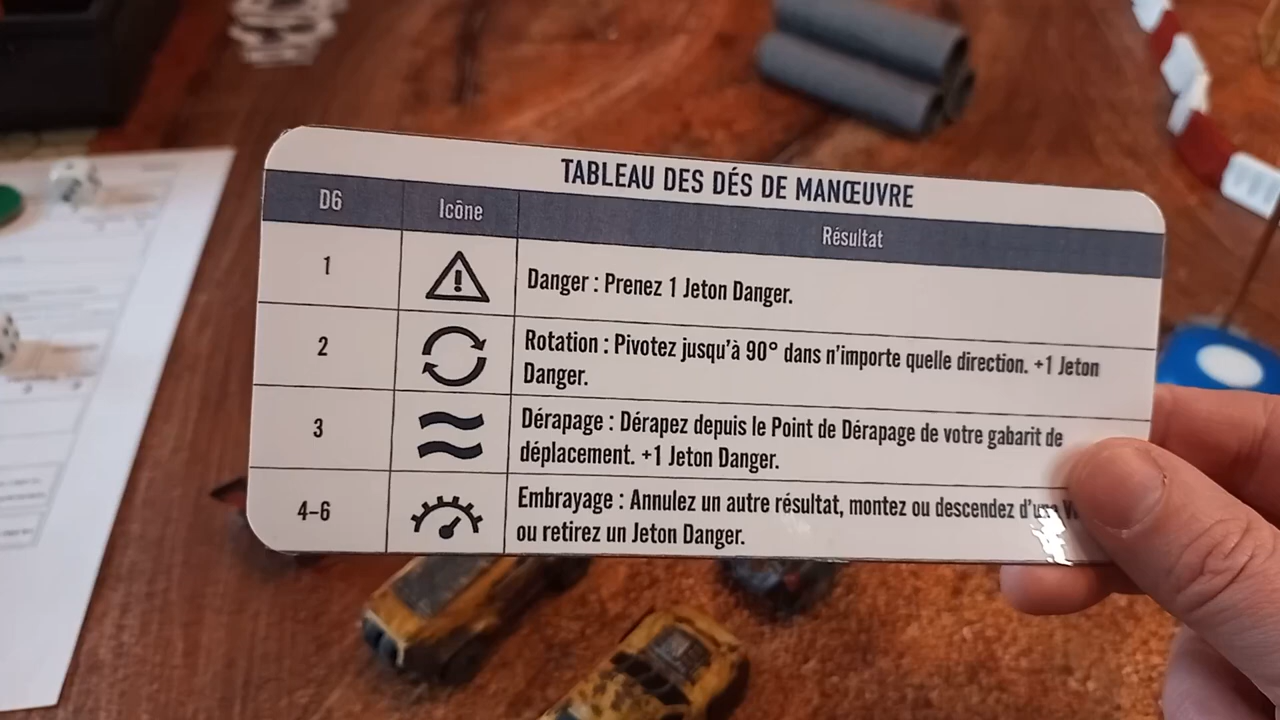 TABLEAU DES DÉS DE MANŒUVRE
D6 Icône Résultat
1 Danger : Prenez 1 Jeton Danger.
2 Rotation : Pivotez jusqu'à 90° dans n'importe quelle direction. +1 Jeton
Danger.
3 Dérapage : Dérapez depuis le Point de Dérapage de votre gabarit de
déplacement. +1 Jeton Danger.
4–6 Embrayage : Annulez un autre résultat, montez ou descendez
ou retirez un Jeton Danger.